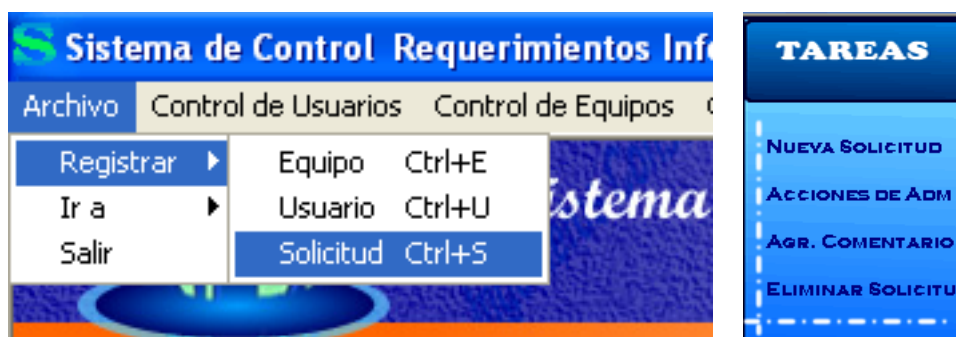 S Sistema de Control Requerimientos Inf
Archivo Control de Usuarios Control de Equipos
Registrar Equipo Ctrl+E
Ir a Usuario Ctrl+U
Salir Solicitud Ctrl+S
istema
TAREAS
NUEVA SOLICITUD
ACCIONES DE ADM
AGR. COMENTARIO
ELIMINAR SOLICITU